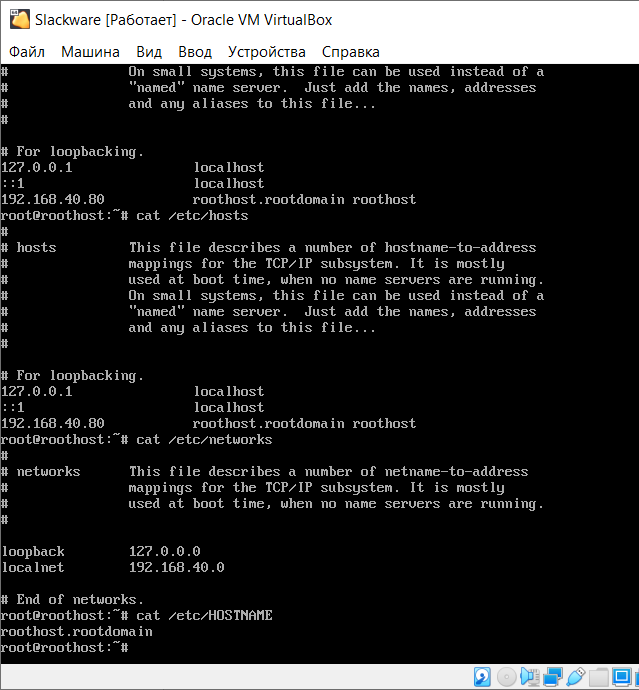 Slackware [Работает] - Oracle VM VirtualBox
Файл Машина Вид Ввод Устройства Справка
# On small systems, this file can be used instead of a
# "named" name server. Just add the names, addresses
# and any aliases to this file...
#
# For loopbacking.
127.0.0.1 localhost
::1 localhost
192.168.40.80 roothost.rootdomain roothost
root@roothost:~# cat /etc/hosts
#
# hosts This file describes a number of hostname-to-address
# mappings for the TCP/IP subsystem. It is mostly
# used at boot time, when no name servers are running.
# On small systems, this file can be used instead of a
# "named" name server. Just add the names, addresses
# and any aliases to this file...
#
# For loopbacking.
127.0.0.1 localhost
::1 localhost
192.168.40.80 roothost.rootdomain roothost
root@roothost:~# cat /etc/networks
#
# networks This file describes a number of netname-to-address
# mappings for the TCP/IP subsystem. It is mostly
# used at boot time, when no name servers are running.
#
loopback 127.0.0.0
localnet 192.168.40.0
# End of networks.
root@roothost:~# cat /etc/HOSTNAME
roothost.rootdomain
root@roothost:~#